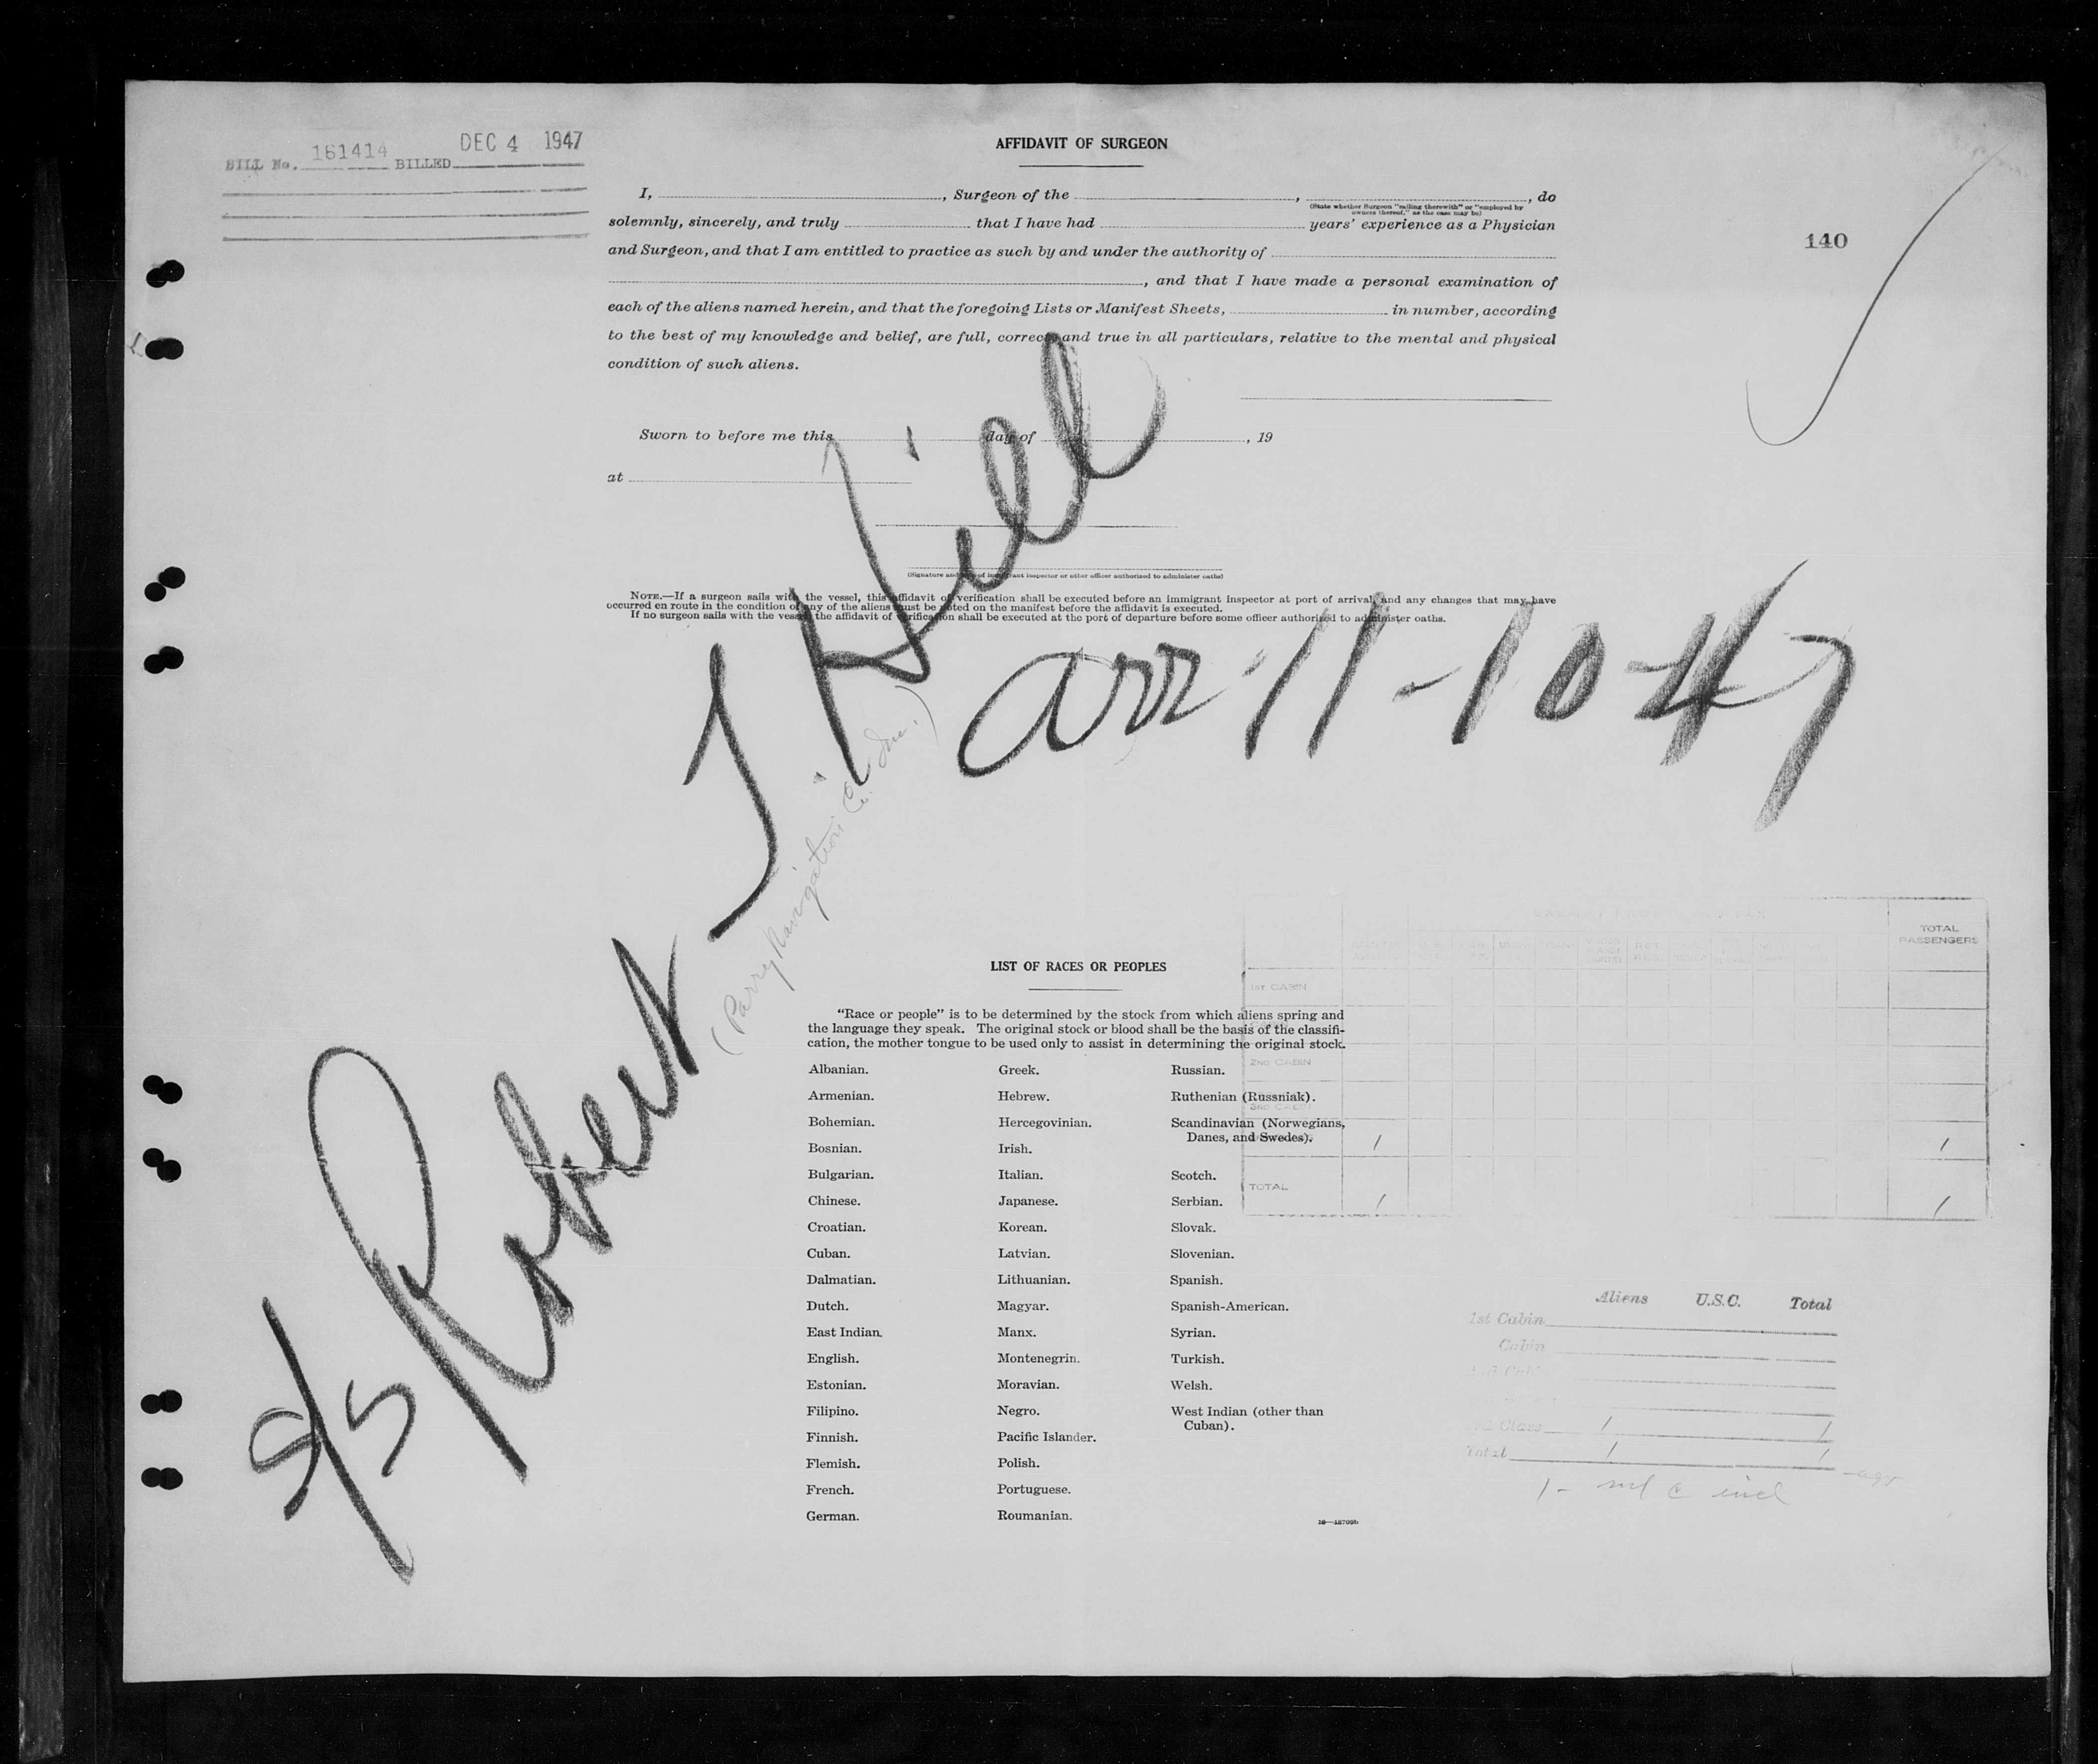 BILL No. 161414 BILLED DEC 4 1947
AFFIDAVIT OF SURGEON
I, , Surgeon of the , , do
(State whether Surgeon "sailing therewith" or "employed by
owners thereof," as the case may be)
solemnly, sincerely, and truly that I have had years' experience as a Physician
and Surgeon, and that I am entitled to practice as such by and under the authority of
, and that I have made a personal examination of
each of the aliens named herein, and that the foregoing Lists or Manifest Sheets, in number, according
to the best of my knowledge and belief, are full, correct, and true in all particulars, relative to the mental and physical
condition of such aliens.
140
Sworn to before me this day of , 19
at
(Signature and of immigrant inspector or other officer authorized to administer oaths)
NOTE.—If a surgeon sails with the vessel, this affidavit of verification shall be executed before an immigrant inspector at port of arrival, and any changes that may have
occurred en route in the condition of any of the aliens must be noted on the manifest before the affidavit is executed.
If no surgeon sails with the vessel, the affidavit of verification shall be executed at the port of departure before some officer authorized to administer oaths.
S/S Robert J
arr 11-10-47
(Parry Navigation Co. Inc.)
LIST OF RACES OR PEOPLES
"Race or people" is to be determined by the stock from which aliens spring and
the language they speak. The original stock or blood shall be the basis of the classifi-
cation, the mother tongue to be used only to assist in determining the original stock.
Albanian.
Armenian.
Bohemian.
Bosnian.
Bulgarian.
Chinese.
Croatian.
Cuban.
Dalmatian.
Dutch.
East Indian.
English.
Estonian.
Filipino.
Finnish.
Flemish.
French.
German.
Greek.
Hebrew.
Hercegovinian.
Irish.
Italian.
Japanese.
Korean.
Latvian.
Lithuanian.
Magyar.
Manx.
Montenegrin.
Moravian.
Negro.
Pacific Islander.
Polish.
Portuguese.
Roumanian.
Russian.
Ruthenian (Russniak).
Scandinavian (Norwegians,
Danes, and Swedes).
Scotch.
Serbian.
Slovak.
Slovenian.
Spanish.
Spanish-American.
Syrian.
Turkish.
Welsh.
West Indian (other than
Cuban).
16—18709b
TOTAL
PASSENGERS
1ST CABIN
2ND CABIN
3RD CABIN
1 1
TOTAL 1 1
Aliens U.S.C. Total
1st Cabin
Cabin
Class 1 1
Total 1 1